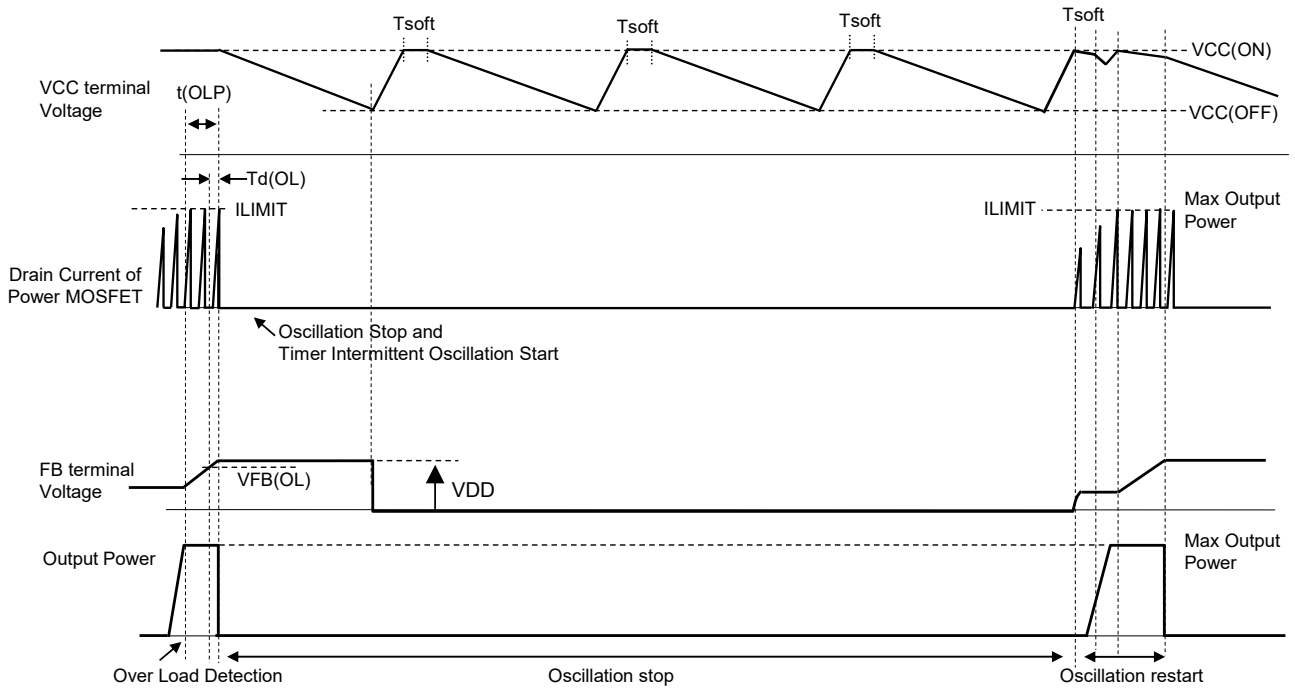 Tsoft
Tsoft
Tsoft
Tsoft
VCC(ON)
VCC terminal
Voltage
t(OLP)
VCC(OFF)
Td(OL)
ILIMIT
ILIMIT
Max Output
Power
Drain Current of
Power MOSFET
Oscillation Stop and
Timer Intermittent Oscillation Start
FB terminal
Voltage
VFB(OL)
VDD
Output Power
Max Output
Power
Over Load Detection
Oscillation stop
Oscillation restart